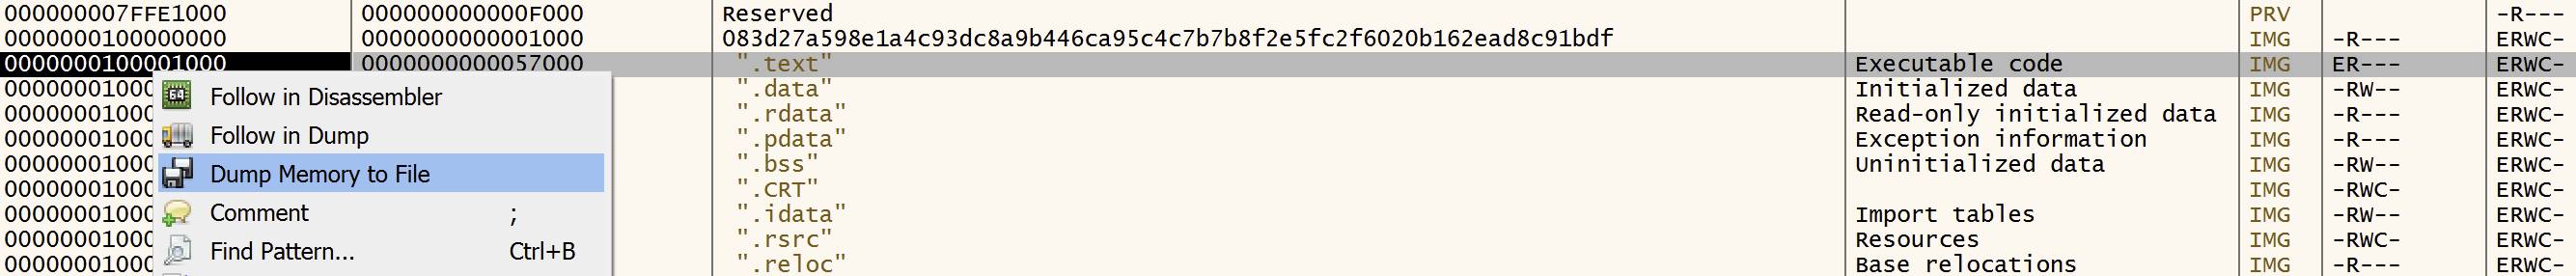 000000007FFE1000 000000000000F000 Reserved PRV -R---
0000000100000000 0000000000001000 083d27a598e1a4c93dc8a9b446ca95c4c7b7b8f2e5fc2f6020b162ead8c91bdf IMG -R--- ERWC-
0000000100001000 0000000000057000 ".text" Executable code IMG ER--- ERWC-
00000001000 ".data" Initialized data IMG -RW-- ERWC-
00000001000 ".rdata" Read-only initialized data IMG -R--- ERWC-
00000001000 ".pdata" Exception information IMG -R--- ERWC-
00000001000 ".bss" Uninitialized data IMG -RW-- ERWC-
00000001000 ".CRT" IMG -RWC- ERWC-
00000001000 ".idata" Import tables IMG -RW-- ERWC-
00000001000 ".rsrc" Resources IMG -RWC- ERWC-
00000001000 ".reloc" Base relocations IMG -R--- ERWC-
64
Follow in Disassembler
Follow in Dump
Dump Memory to File
Comment ;
Find Pattern... Ctrl+B